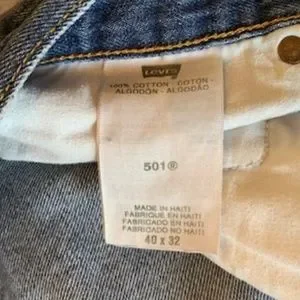 LEVI'S
100% COTTON - COTON -
ALGODÓN - ALGODÃO
501®
MADE IN HAITI
FABRIQUE EN HAITI
FABRICADO EN HAITI
FABRICADO NO HAITI
40 x 32